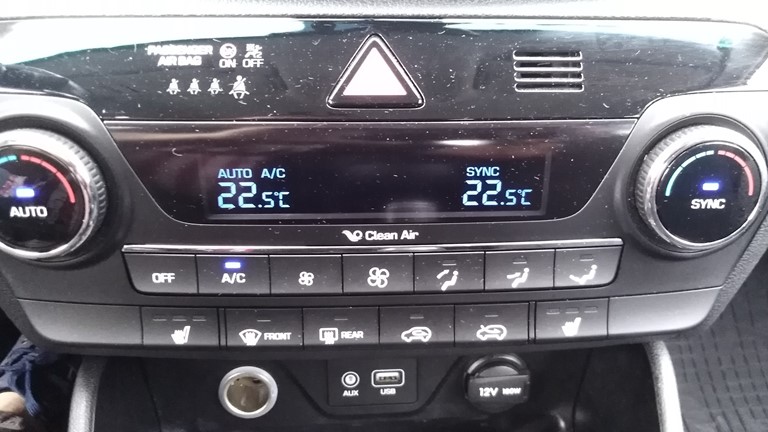 PASSENGER
AIR BAG ON OFF
AUTO A/C
22.5°C
SYNC
22.5°C
AUTO
SYNC
Clean Air
OFF A/C
FRONT REAR
AUX USB
12V 180W